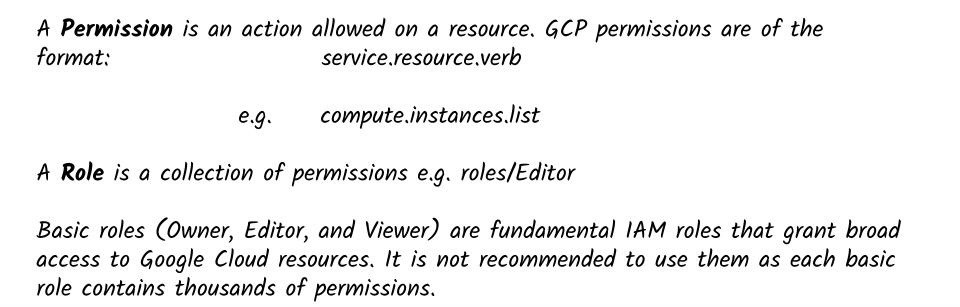 A Permission is an action allowed on a resource. GCP permissions are of the
format: service.resource.verb
e.g. compute.instances.list
A Role is a collection of permissions e.g. roles/Editor
Basic roles (Owner, Editor, and Viewer) are fundamental IAM roles that grant broad
access to Google Cloud resources. It is not recommended to use them as each basic
role contains thousands of permissions.